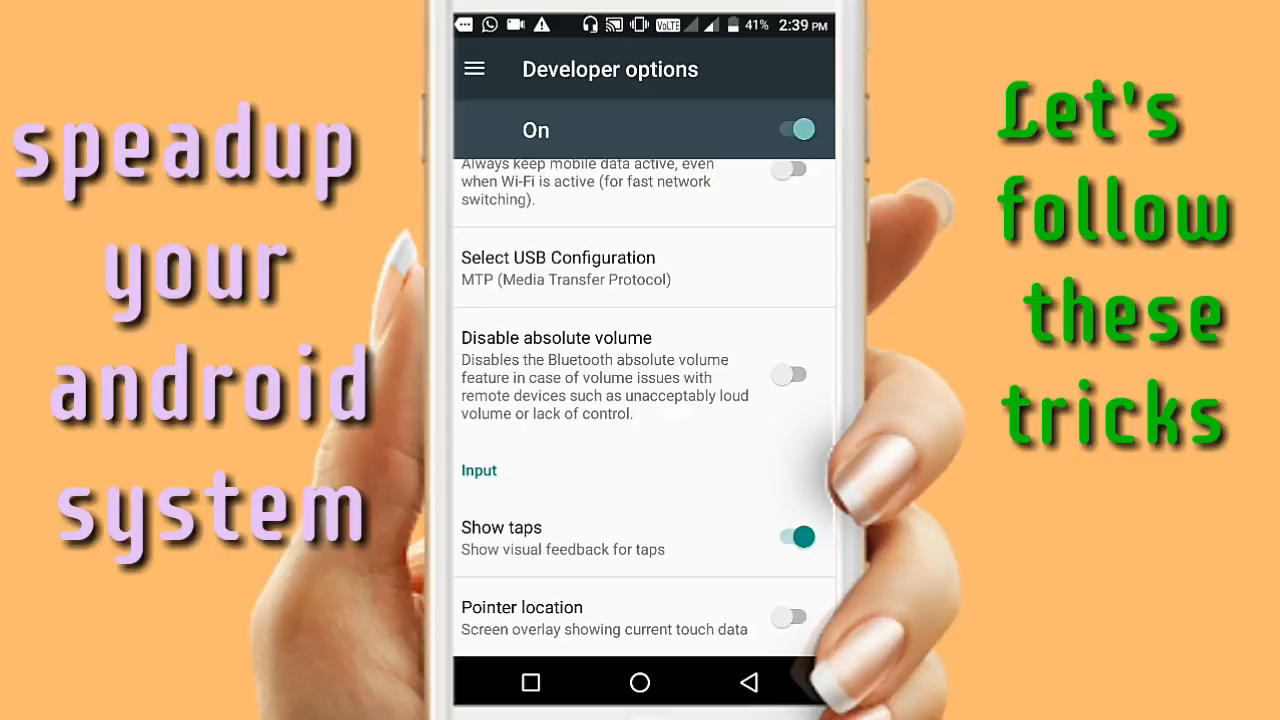 speadup
your
android
system
41% 2:39 PM
VoLTE
Developer options
On
Always keep mobile data active, even
when Wi-Fi is active (for fast network
switching).
Select USB Configuration
MTP (Media Transfer Protocol)
Disable absolute volume
Disables the Bluetooth absolute volume
feature in case of volume issues with
remote devices such as unacceptably loud
volume or lack of control.
Input
Show taps
Show visual feedback for taps
Pointer location
Screen overlay showing current touch data
Let's
follow
these
tricks